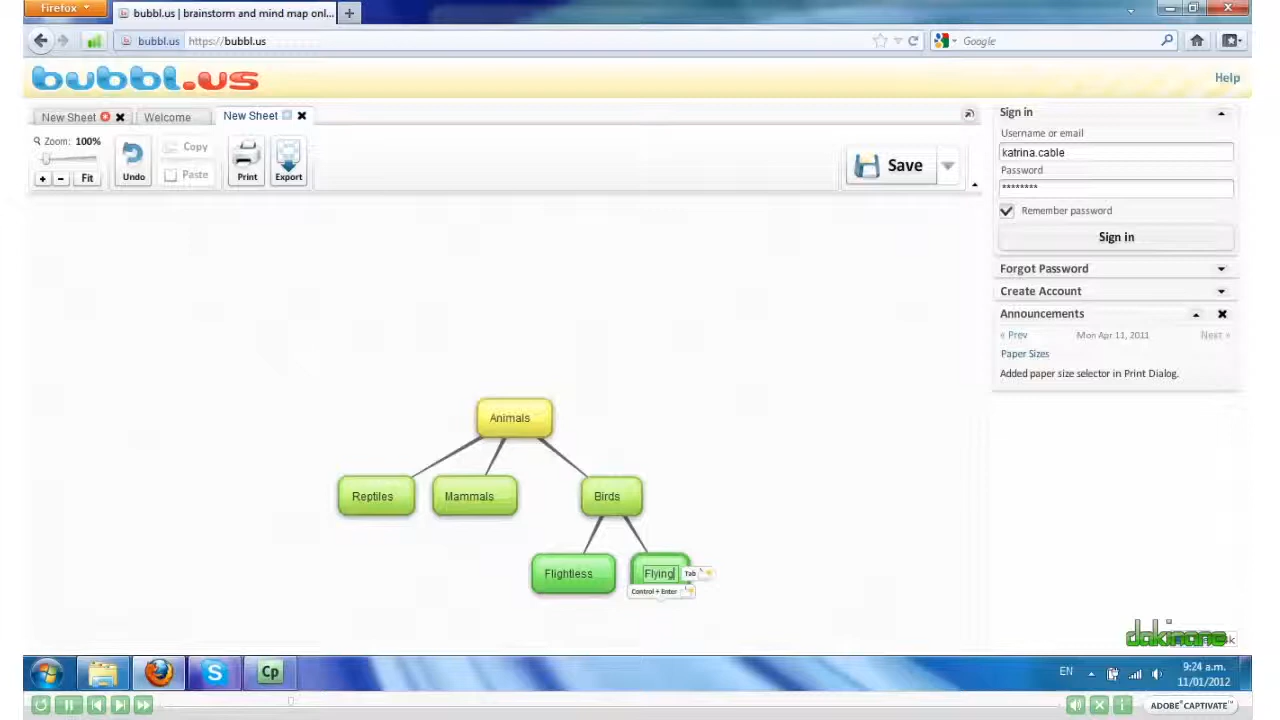 Firefox
bubbl.us | brainstorm and mind map onl...
bubbl.us https://bubbl.us
Google
bubbl.us
Help
New Sheet
Welcome
New Sheet
Zoom: 100%
+ - Fit
Undo
Copy
Paste
Print
Export
Save
Sign in
Username or email
katrina.cable
Password
********
Remember password
Sign in
Forgot Password
Create Account
Announcements
« Prev
Mon Apr 11, 2011
Next »
Paper Sizes
Added paper size selector in Print Dialog.
Animals
Reptiles
Mammals
Birds
Flightless
Flying
Tab
Control + Enter
dakinane
Cp
EN
9:24 a.m.
11/01/2012
ADOBE® CAPTIVATE™